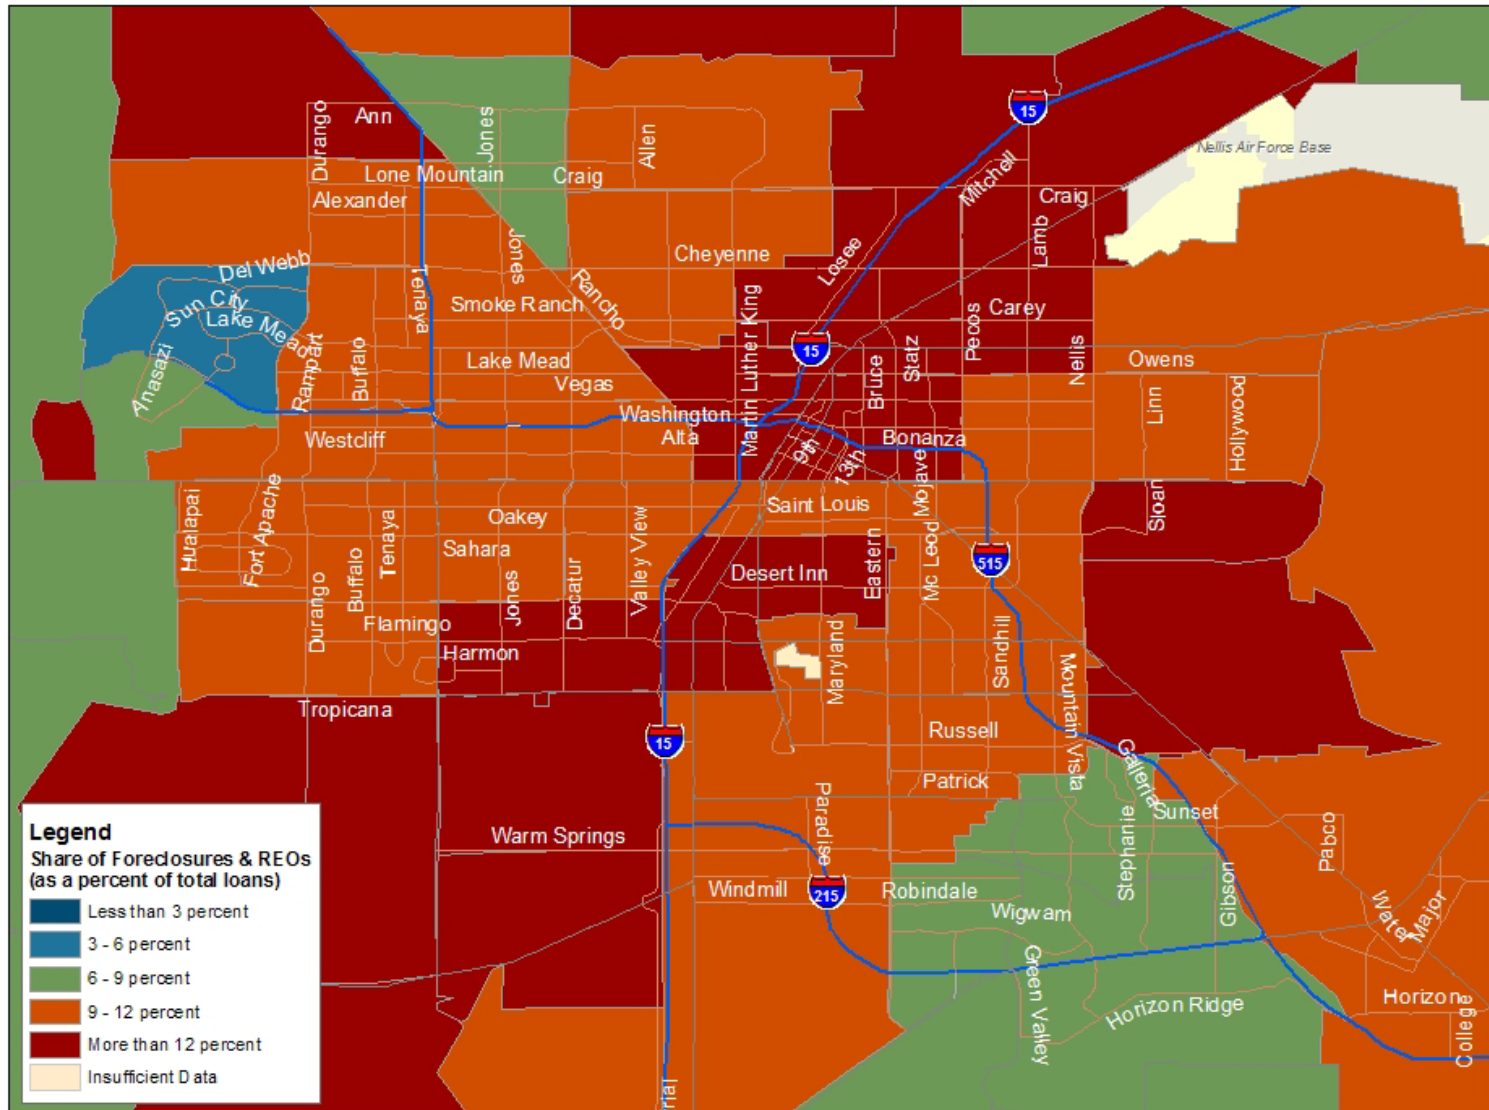 15
Nellis Air Force Base
Ann
Durango
Jones
Allen
Lone Mountain
Craig
Mitchell
Craig
Alexander
Lamb
Jones
Cheyenne
Losee
Del Webb
Tenaya
Sun City
Smoke Ranch
Rancho
Carey
Lake Mead
Martin Luther King
Pecos
15
Statz
Nellis
Rampart
Buffalo
Lake Mead
Bruce
Owens
Anasazi
Vegas
Linn
Hollywood
Washington
Westcliff
Alta
9th
13th
Bonanza
Mojave
Sloan
Hualapai
Fort Apache
Oakey
Saint Louis
Tenaya
Sahara
Valley View
Desert Inn
Eastern
Mc Leod
515
Durango
Buffalo
Jones
Decatur
Flamingo
Harmon
Maryland
Sandhill
Mountain Vista
Tropicana
Russell
15
Galleria
Patrick
Paradise
Sunset
Stephanie
Pabco
Warm Springs
Windmill
215
Robindale
Gibson
Wigwam
Water
Major
Green Valley
Horizon Ridge
Horizon
College
rial
Legend
Share of Foreclosures & REOs
(as a percent of total loans)
Less than 3 percent
3 - 6 percent
6 - 9 percent
9 - 12 percent
More than 12 percent
Insufficient Data